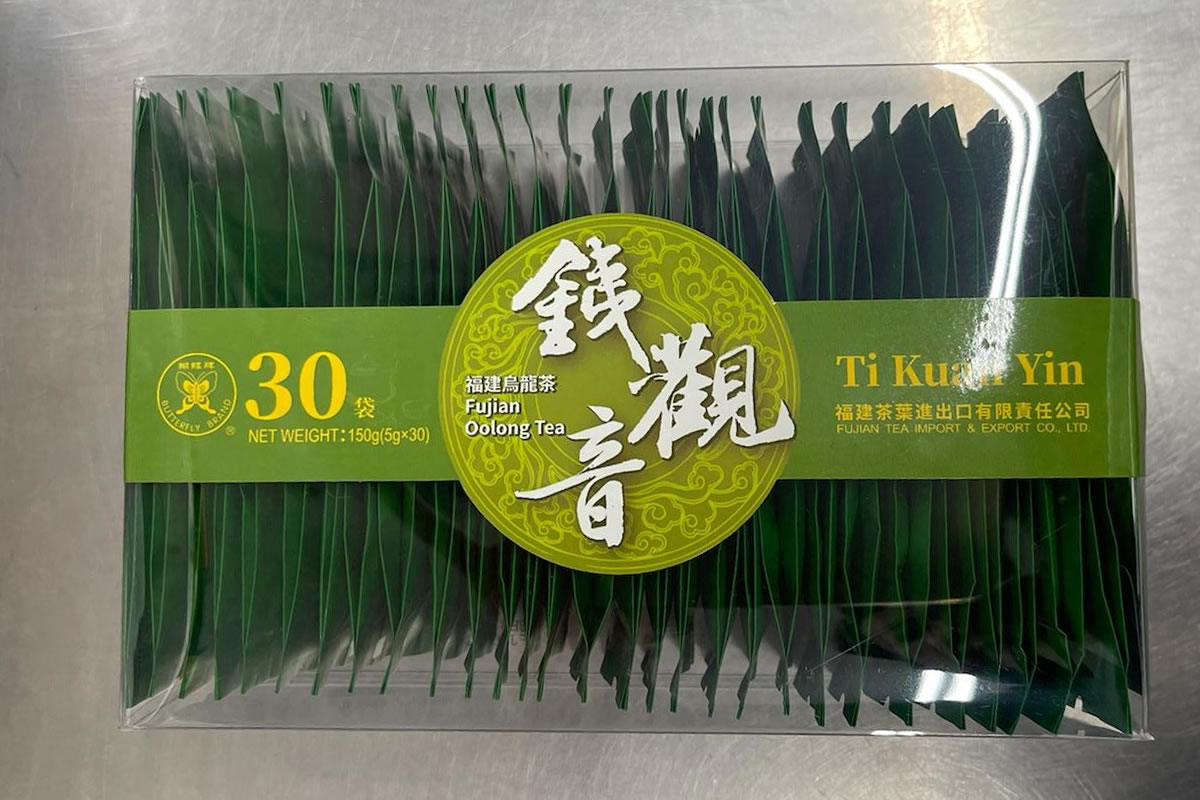 蝴蝶牌
BUTTERFLY BRAND
®
30袋
NET WEIGHT:150g(5g×30)
福建烏龍茶
Fujian
Oolong Tea
鐵觀音
Ti Kuan Yin
福建茶葉進出口有限責任公司
FUJIAN TEA IMPORT & EXPORT CO., LTD.